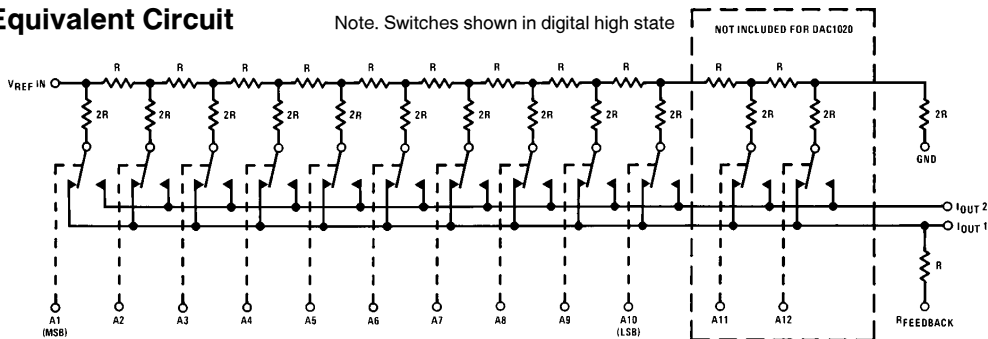 Equivalent Circuit
Note. Switches shown in digital high state
NOT INCLUDED FOR DAC1020
R R R R R R R R R R R
VREF IN
2R 2R 2R 2R 2R 2R 2R 2R 2R 2R 2R 2R 2R
GND
IOUT 2
IOUT 1
R
A1 A2 A3 A4 A5 A6 A7 A8 A9 A10 A11 A12 RFEEDBACK
(MSB) (LSB)